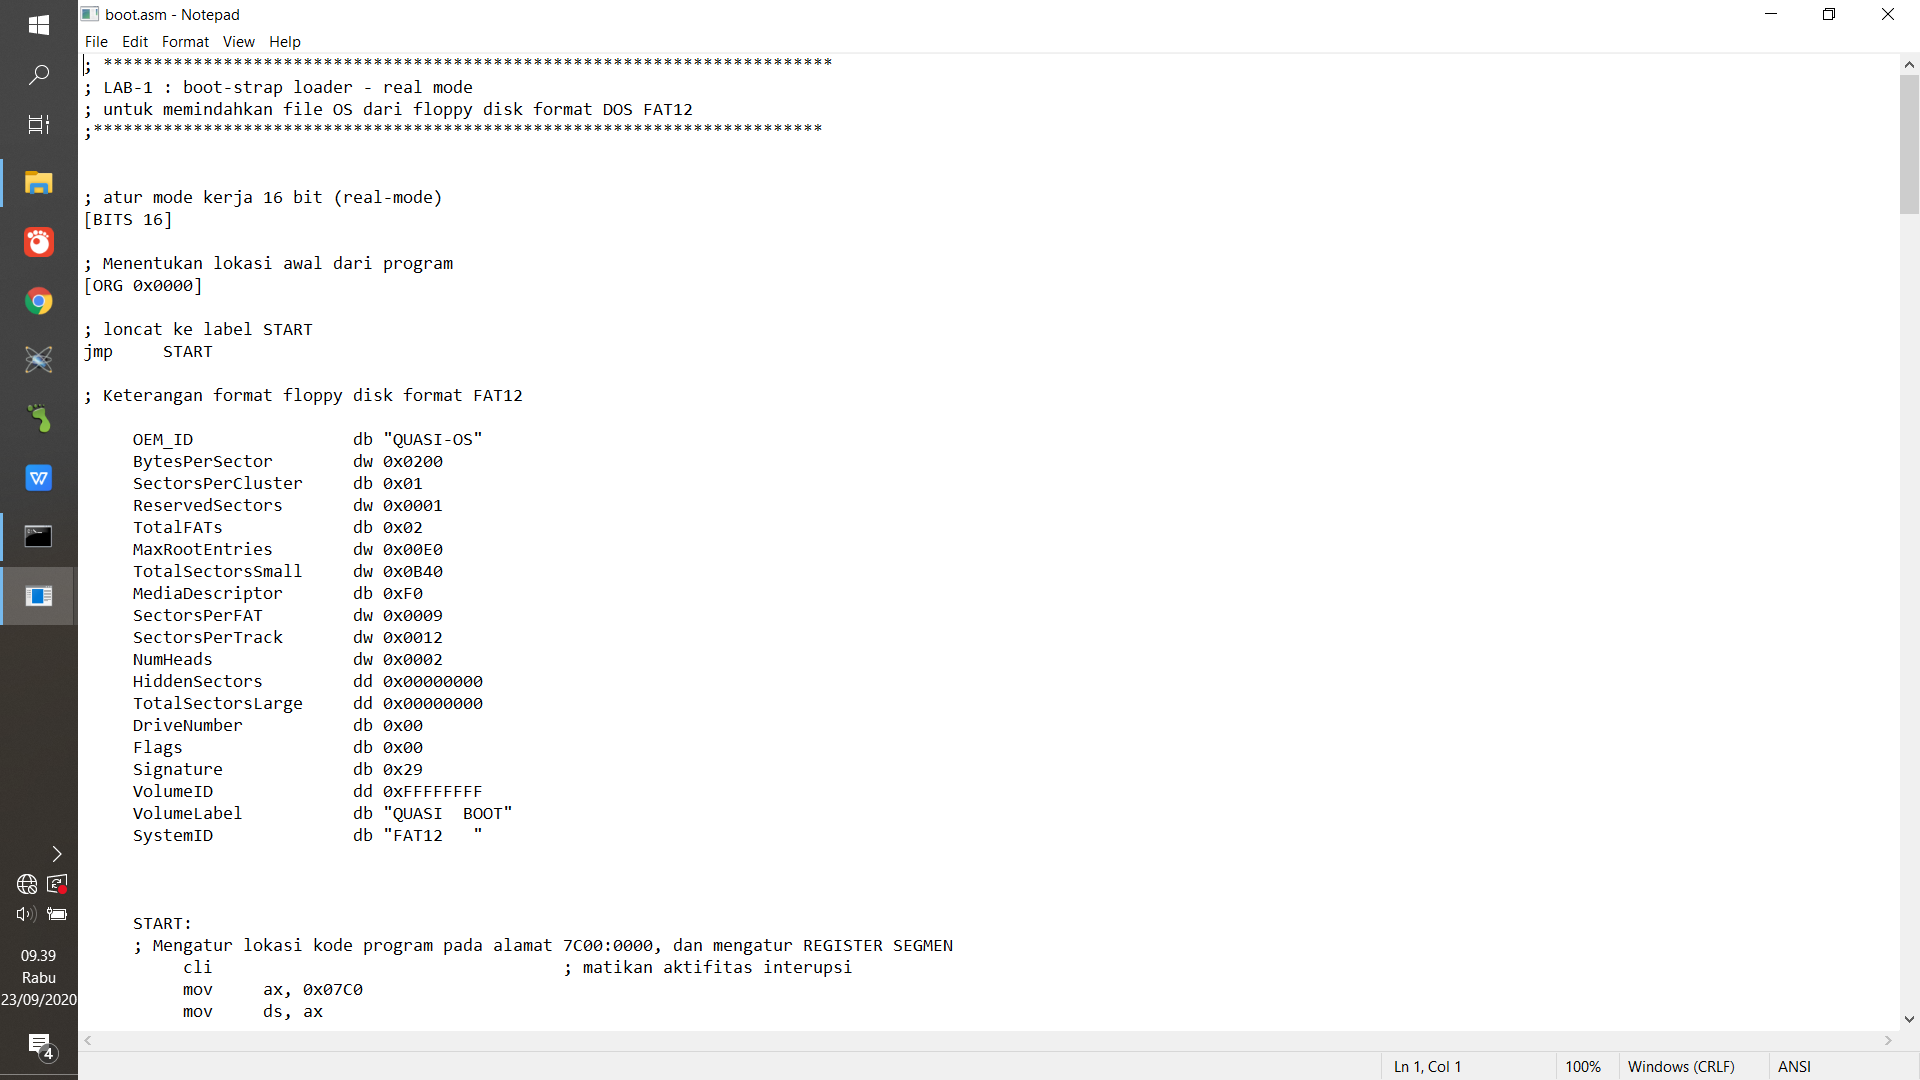 boot.asm - Notepad
File Edit Format View Help
; *************************************************************************
; LAB-1 : boot-strap loader - real mode
; untuk memindahkan file OS dari floppy disk format DOS FAT12
;*************************************************************************
; atur mode kerja 16 bit (real-mode)
[BITS 16]
; Menentukan lokasi awal dari program
[ORG 0x0000]
; loncat ke label START
jmp     START
; Keterangan format floppy disk format FAT12
OEM_ID                db "QUASI-OS"
BytesPerSector        dw 0x0200
SectorsPerCluster     db 0x01
ReservedSectors       dw 0x0001
TotalFATs             db 0x02
MaxRootEntries        dw 0x00E0
TotalSectorsSmall     dw 0x0B40
MediaDescriptor       db 0xF0
SectorsPerFAT         dw 0x0009
SectorsPerTrack       dw 0x0012
NumHeads              dw 0x0002
HiddenSectors         dd 0x00000000
TotalSectorsLarge     dd 0x00000000
DriveNumber           db 0x00
Flags                 db 0x00
Signature             db 0x29
VolumeID              dd 0xFFFFFFFF
VolumeLabel           db "QUASI  BOOT"
SystemID              db "FAT12   "
START:
; Mengatur lokasi kode program pada alamat 7C00:0000, dan mengatur REGISTER SEGMEN
cli                                   ; matikan aktifitas interupsi
mov     ax, 0x07C0
mov     ds, ax
09.39
Rabu
23/09/2020
4
Ln 1, Col 1
100%
Windows (CRLF)
ANSI